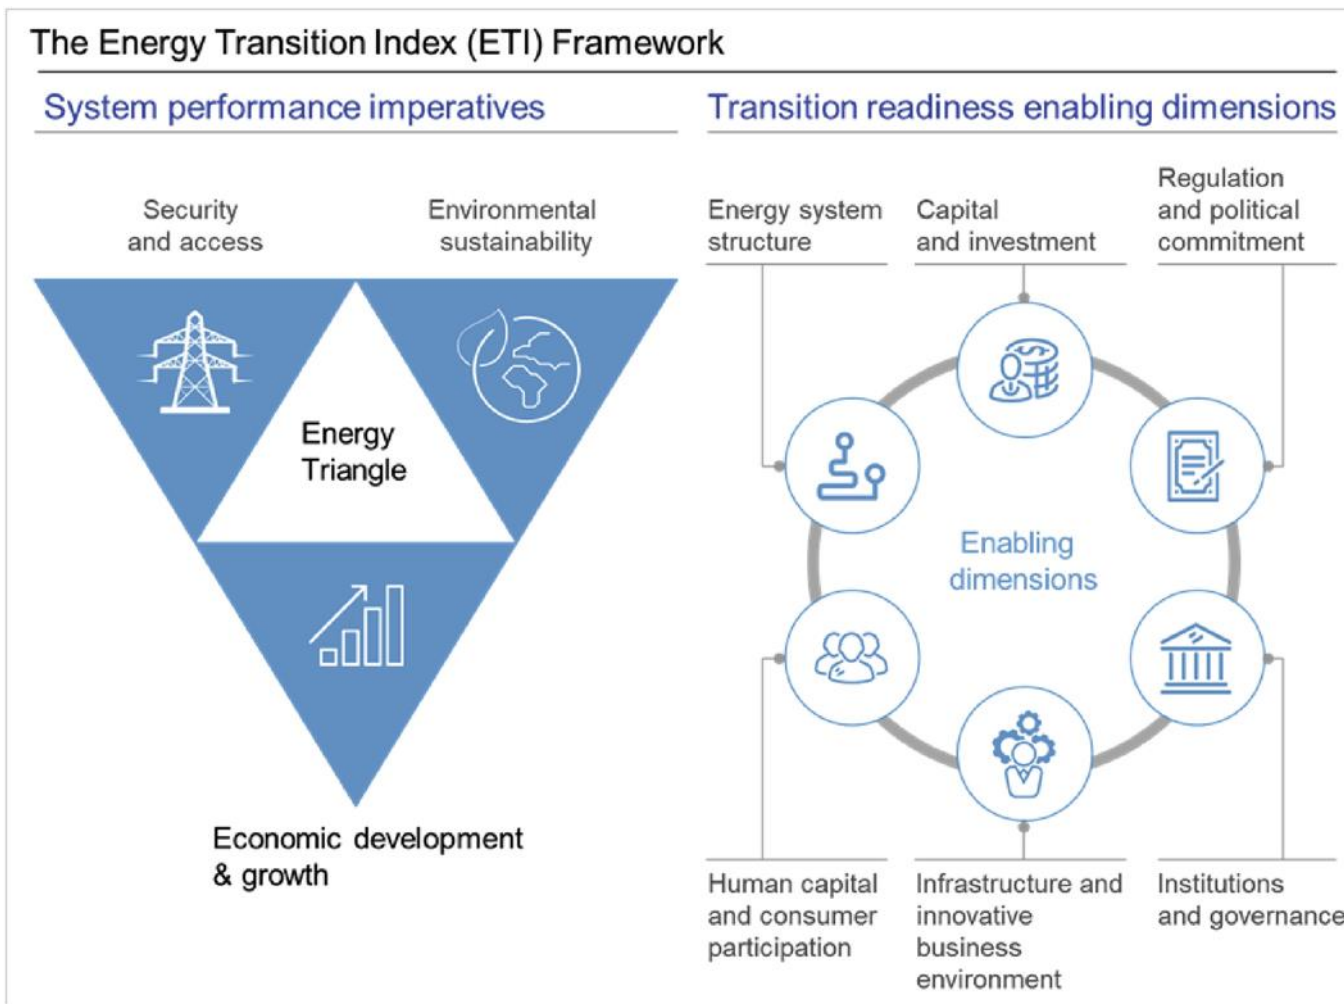 The Energy Transition Index (ETI) Framework
System performance imperatives
Security
and access
Environmental
sustainability
Energy
Triangle
Economic development
& growth
Transition readiness enabling dimensions
Energy system
structure
Capital
and investment
Regulation
and political
commitment
Enabling
dimensions
Human capital
and consumer
participation
Infrastructure and
innovative
business
environment
Institutions
and governance